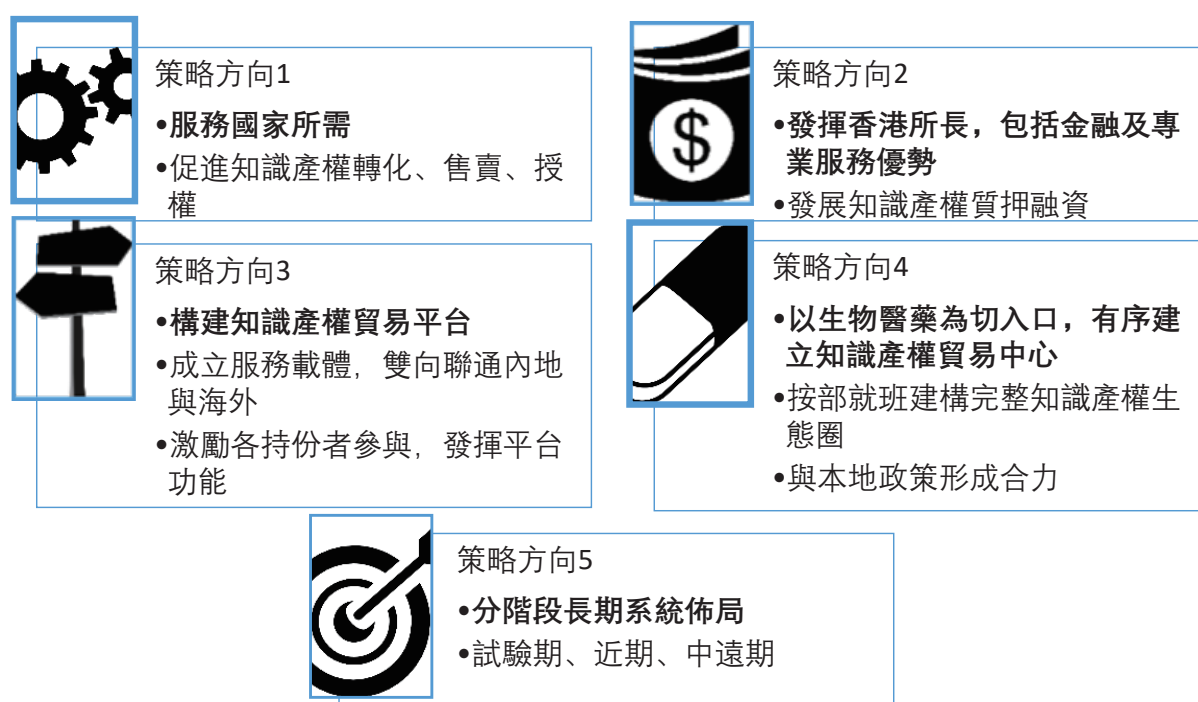 策略方向1
•服務國家所需
•促進知識產權轉化、售賣、授
權
策略方向2
$
•發揮香港所長，包括金融及專
業服務優勢
•發展知識產權質押融資
策略方向3
•構建知識產權貿易平台
•成立服務載體，雙向聯通內地
與海外
•激勵各持份者參與，發揮平台
功能
策略方向4
•以生物醫藥為切入口，有序建
立知識產權貿易中心
•按部就班建構完整知識產權生
態圈
•與本地政策形成合力
策略方向5
•分階段長期系統佈局
•試驗期、近期、中遠期